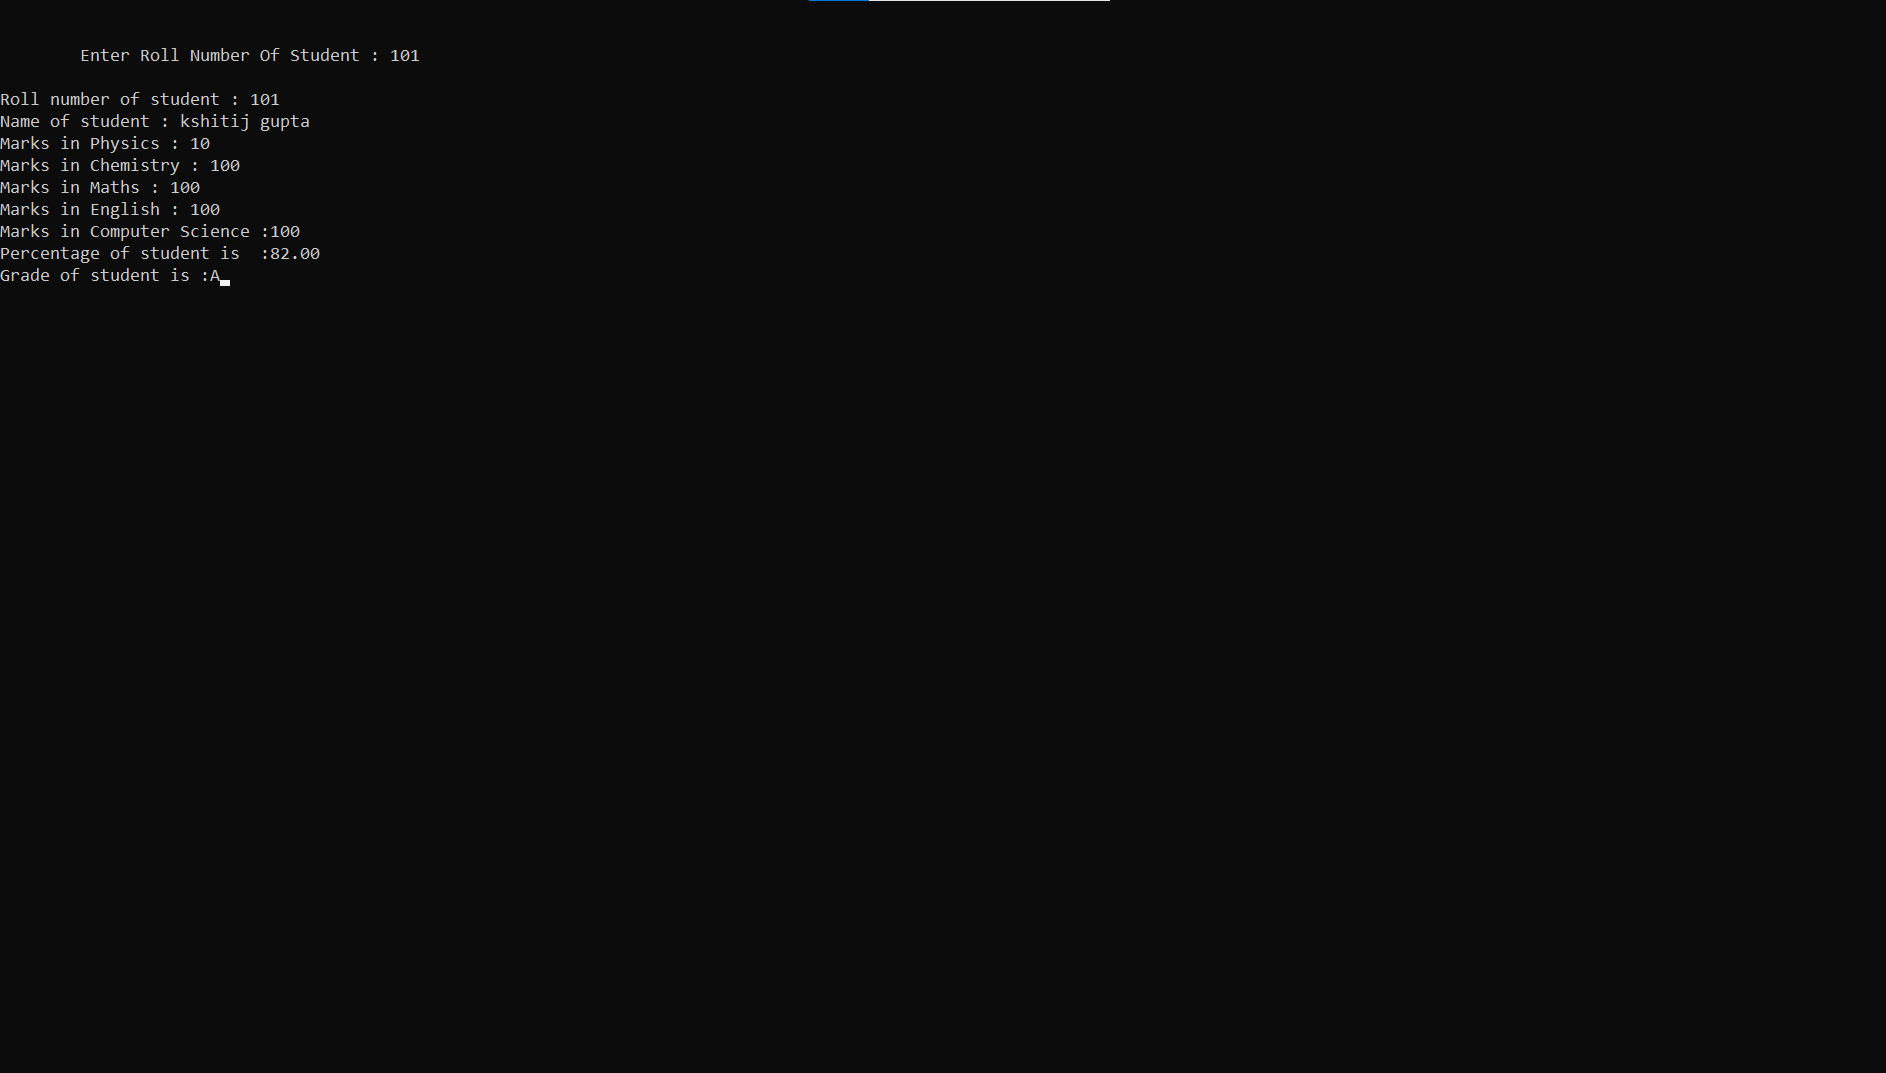 Enter Roll Number Of Student : 101
Roll number of student : 101
Name of student : kshitij gupta
Marks in Physics : 10
Marks in Chemistry : 100
Marks in Maths : 100
Marks in English : 100
Marks in Computer Science :100
Percentage of student is  :82.00
Grade of student is :A